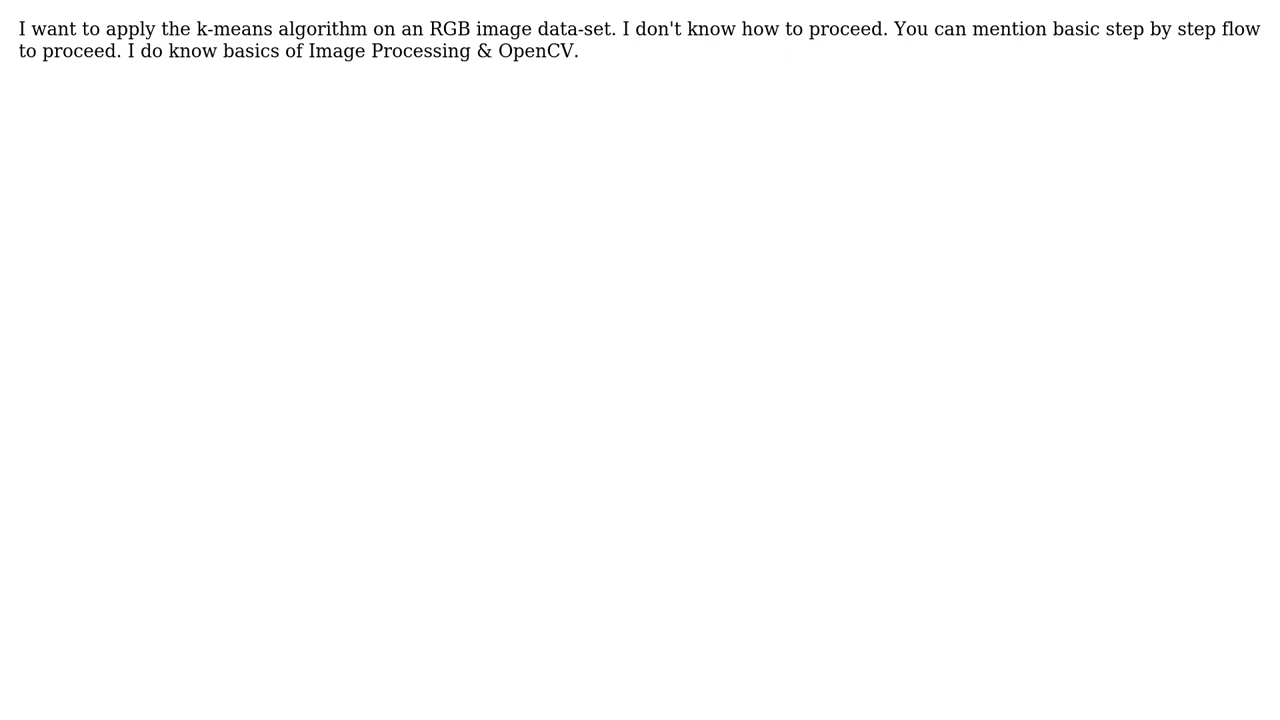 I want to apply the k-means algorithm on an RGB image data-set. I don't know how to proceed. You can mention basic step by step flow
to proceed. I do know basics of Image Processing & OpenCV.